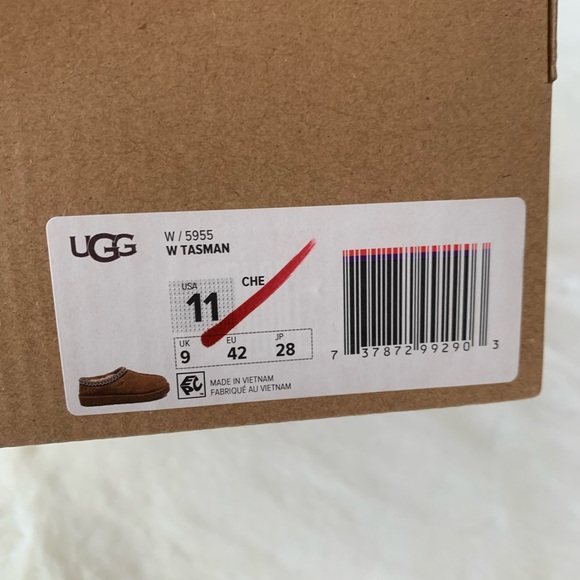 UGG
W / 5955
W TASMAN
USA
11
CHE
UK EU JP
9 42 28
MADE IN VIETNAM
FABRIQUÉ AU VIETNAM
7 37872 99290 3